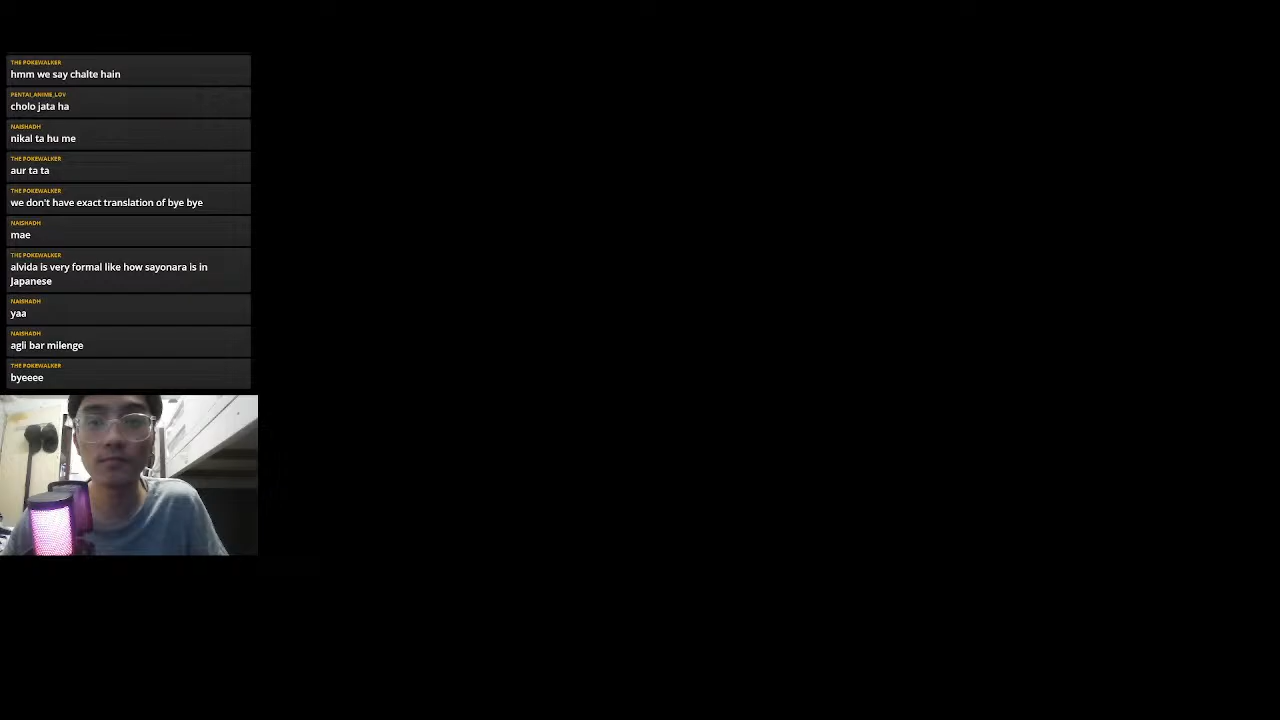 THE POKEWALKER
hmm we say chalte hain
PENTAI_ANIME_LOV
cholo jata ha
NAISHADH
nikal ta hu me
THE POKEWALKER
aur ta ta
THE POKEWALKER
we don't have exact translation of bye bye
NAISHADH
mae
THE POKEWALKER
alvida is very formal like how sayonara is in
Japanese
NAISHADH
yaa
NAISHADH
agli bar milenge
THE POKEWALKER
byeeee